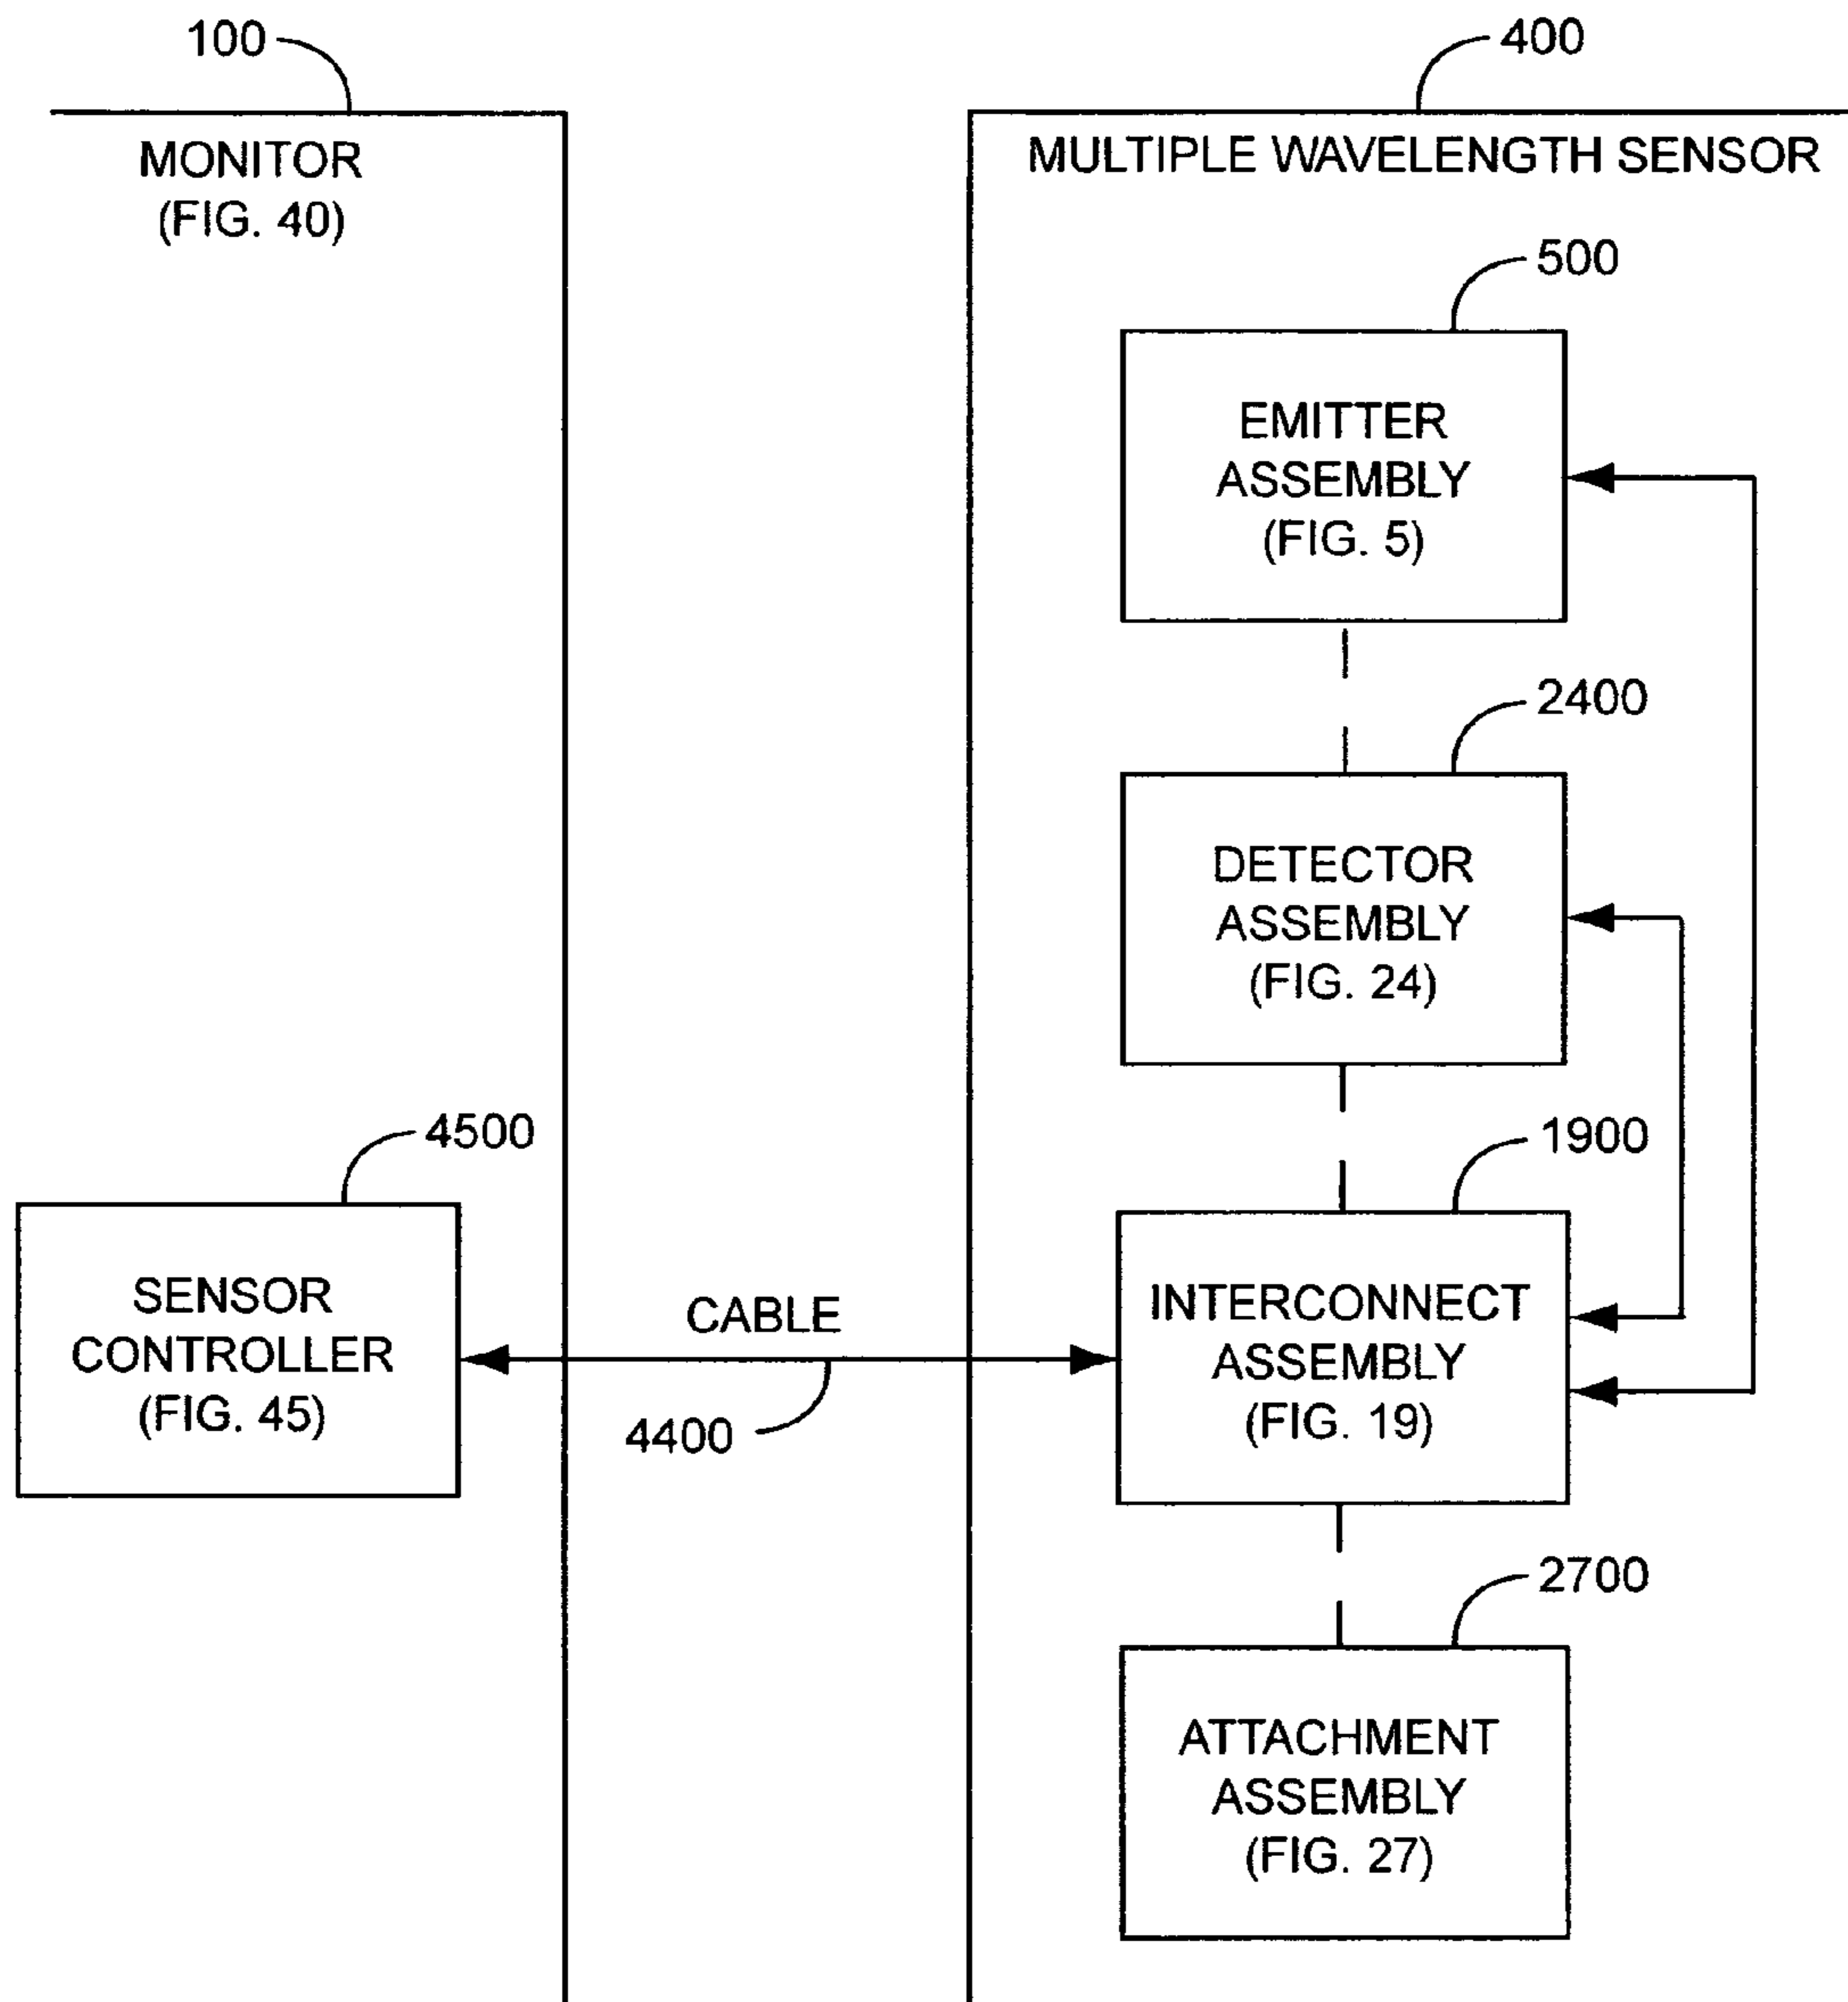 100
MONITOR
(FIG. 40)
400
MULTIPLE WAVELENGTH SENSOR
500
EMITTER
ASSEMBLY
(FIG. 5)
2400
DETECTOR
ASSEMBLY
(FIG. 24)
4500
SENSOR
CONTROLLER
(FIG. 45)
CABLE
4400
1900
INTERCONNECT
ASSEMBLY
(FIG. 19)
2700
ATTACHMENT
ASSEMBLY
(FIG. 27)